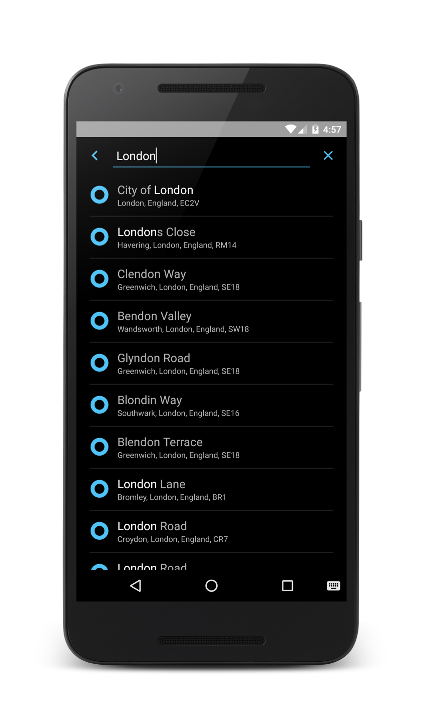 4:57
London
City of London
London, England, EC2V
Londons Close
Havering, London, England, RM14
Clendon Way
Greenwich, London, England, SE18
Bendon Valley
Wandsworth, London, England, SW18
Glyndon Road
Greenwich, London, England, SE18
Blondin Way
Southwark, London, England, SE16
Blendon Terrace
Greenwich, London, England, SE18
London Lane
Bromley, London, England, BR1
London Road
Croydon, London, England, CR7
London Road